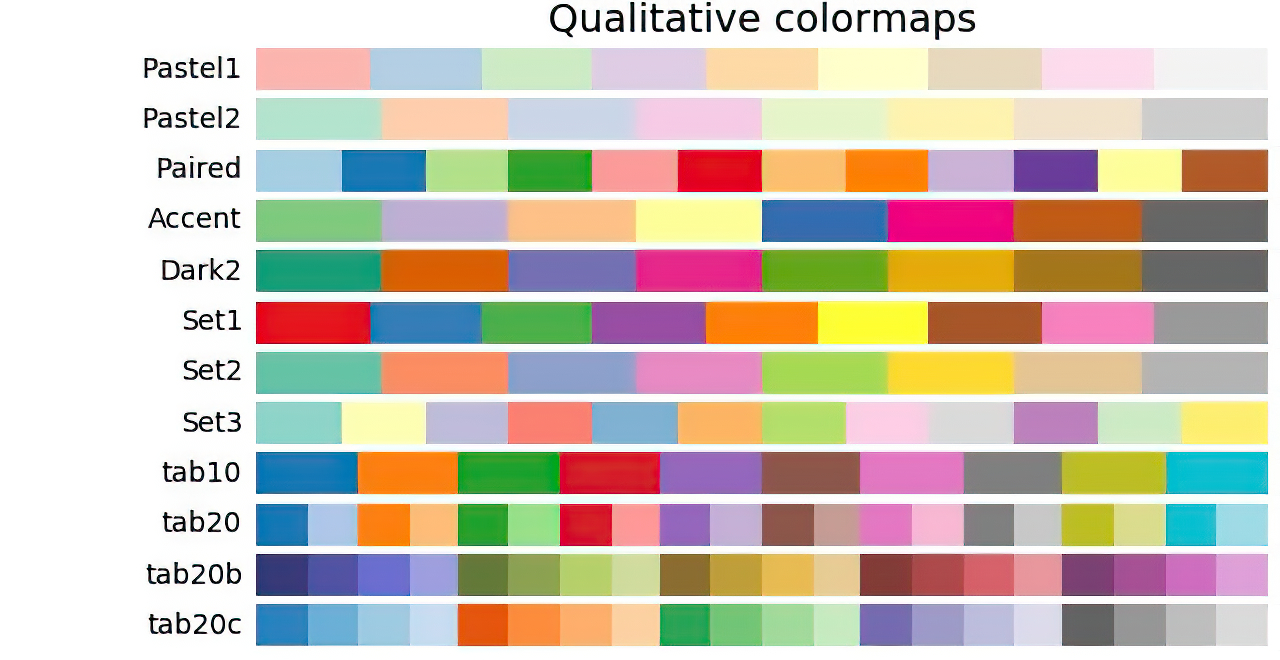 Qualitative colormaps
Pastel1
Pastel2
Paired
Accent
Dark2
Set1
Set2
Set3
tab10
tab20
tab20b
tab20c